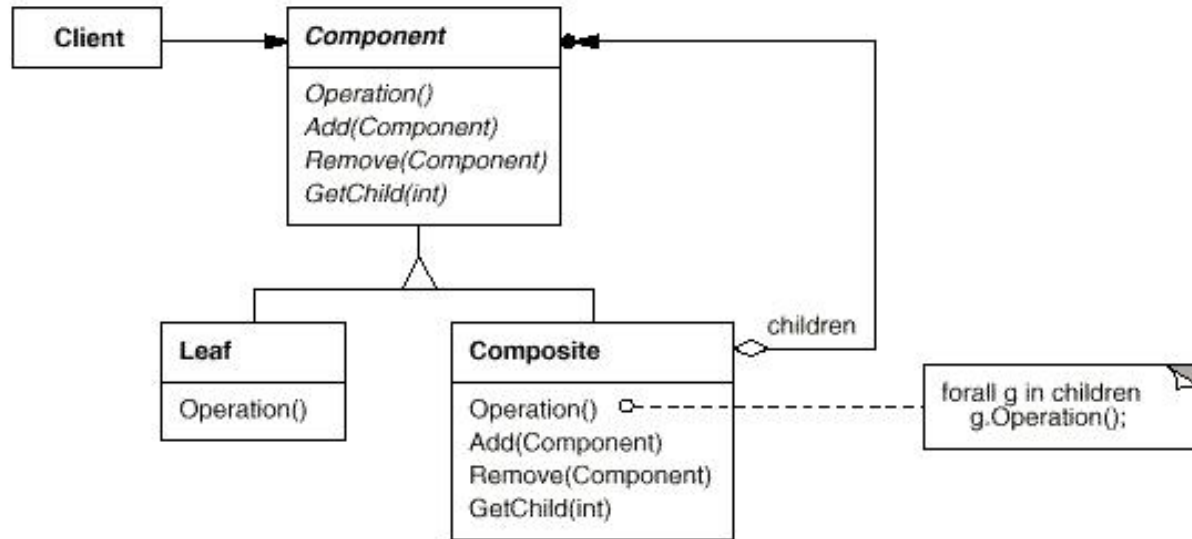 Client
Component
Operation()
Add(Component)
Remove(Component)
GetChild(int)
Leaf
Operation()
Composite
Operation()
Add(Component)
Remove(Component)
GetChild(int)
children
forall g in children
g.Operation();